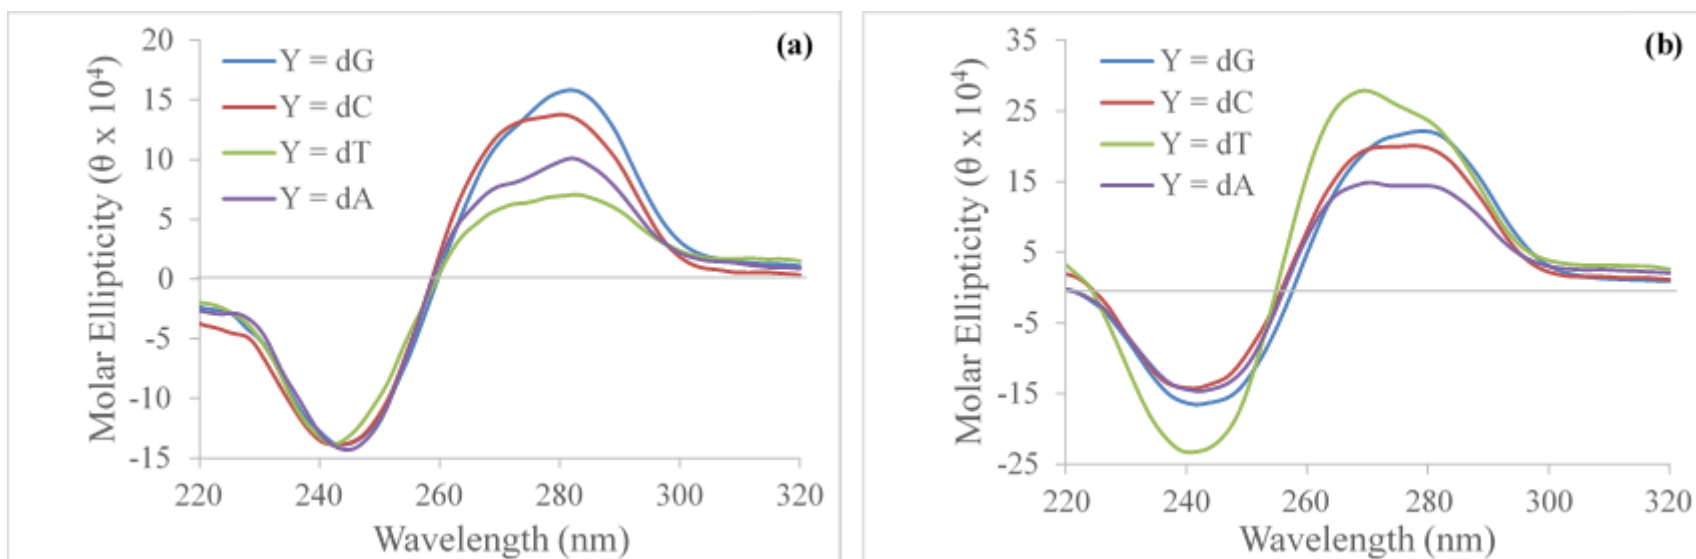 (a)
Y = dG
Y = dC
Y = dT
Y = dA
Molar Ellipticity (θ x 10⁴)
20
15
10
5
0
-5
-10
-15
220 240 260 280 300 320
Wavelength (nm)
(b)
Y = dG
Y = dC
Y = dT
Y = dA
Molar Ellipticity (θ x 10⁴)
35
25
15
5
-5
-15
-25
220 240 260 280 300 320
Wavelength (nm)